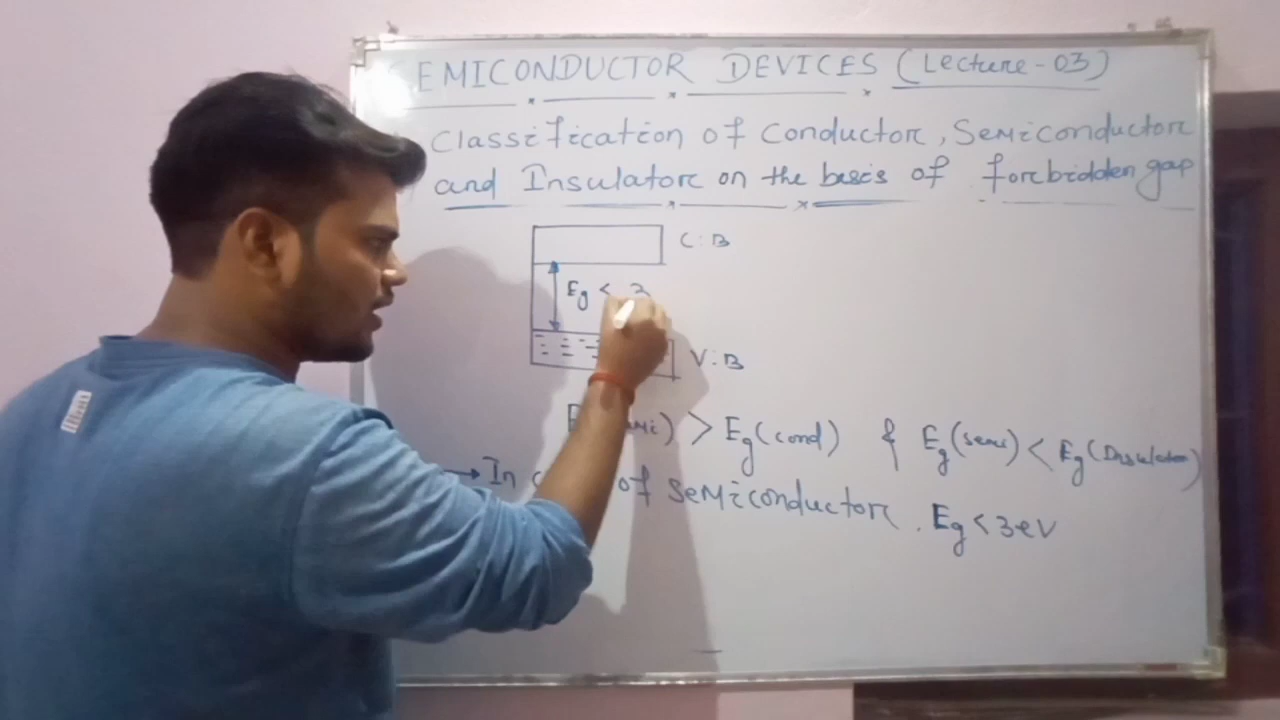 SEMICONDUCTOR DEVICES (Lecture-03)
Classification of Conductor, Semiconductor
and Insulator on the basis of forbidden gap
C:B
Eg < 3
V:B
> Eg(cond) & Eg(semi) < Eg(Insulator)
→ In of semiconductor. Eg < 3eV